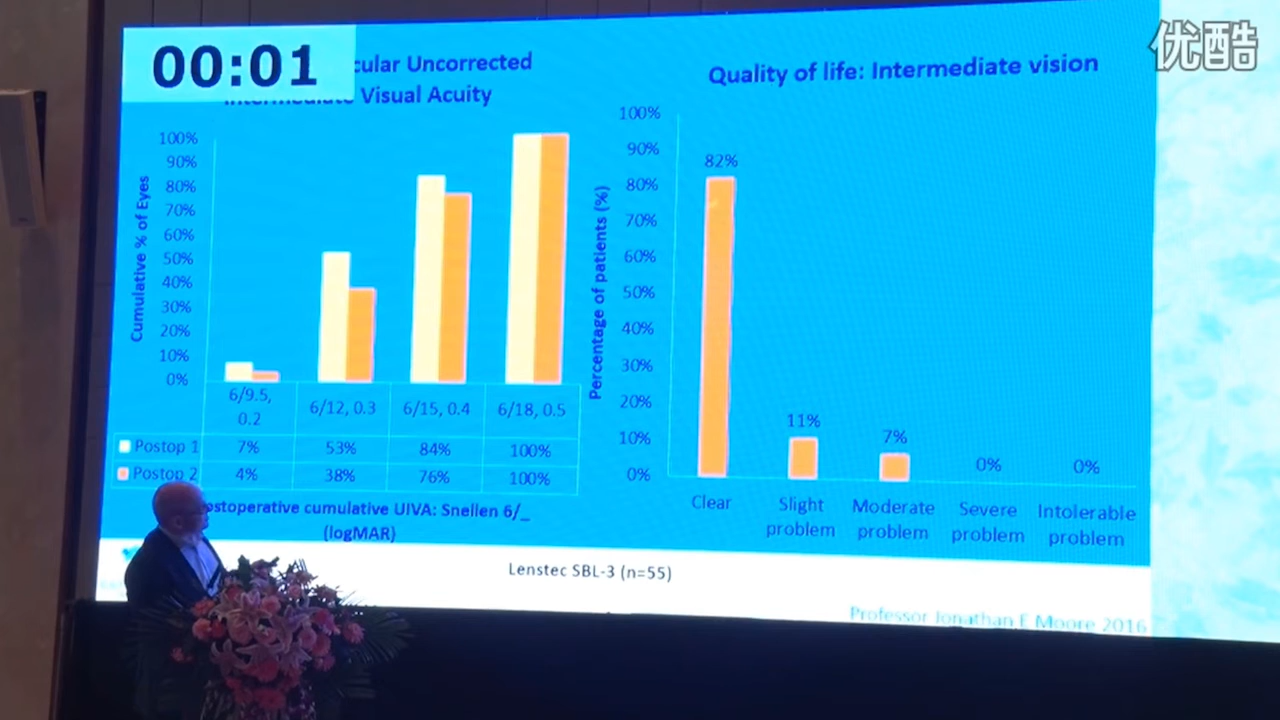 00:01
cular Uncorrected
Intermediate Visual Acuity
Cumulative % of Eyes
100%
90%
80%
70%
60%
50%
40%
30%
20%
10%
0%
6/9.5, 0.2
6/12, 0.3
6/15, 0.4
6/18, 0.5
Postop 1 7% 53% 84% 100%
Postop 2 4% 38% 76% 100%
ostoperative cumulative UIVA: Snellen 6/_
(logMAR)
Quality of life: Intermediate vision
Percentage of patients (%)
100%
90%
80%
70%
60%
50%
40%
30%
20%
10%
0%
82%
11%
7%
0%
0%
Clear
Slight problem
Moderate problem
Severe problem
Intolerable problem
Lenstec SBL-3 (n=55)
Professor Jonathan E Moore 2016
优酷